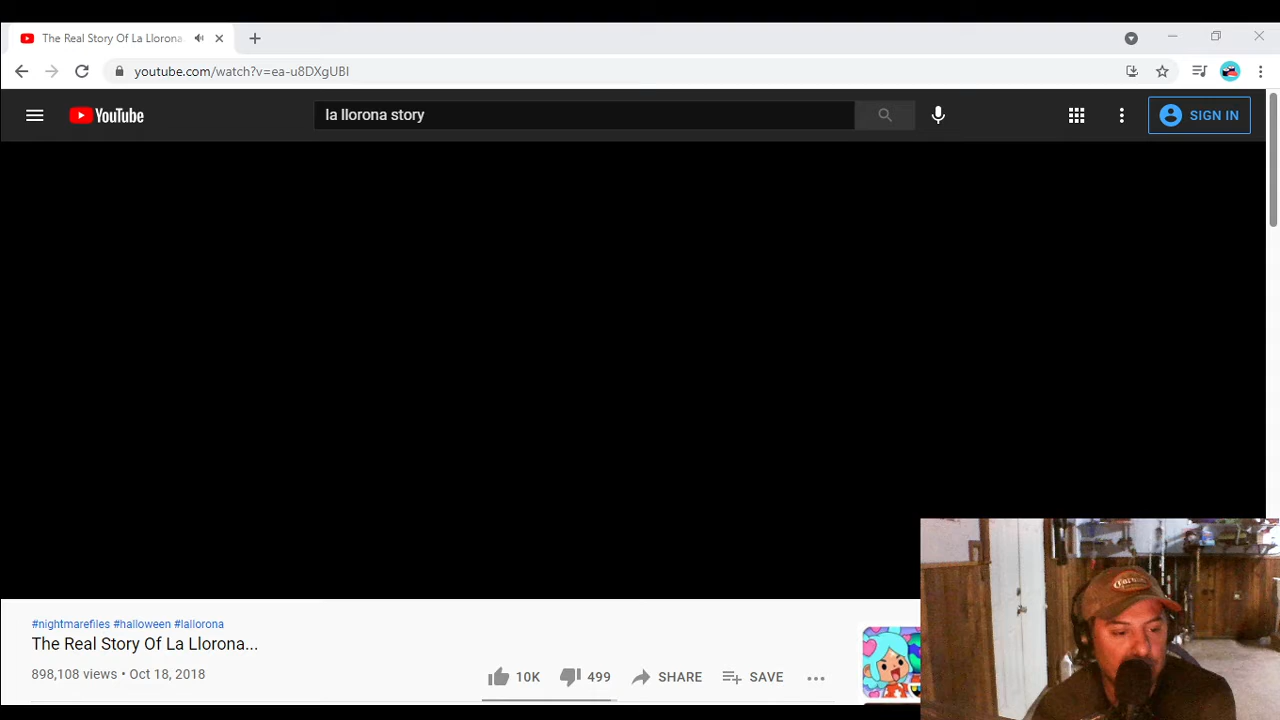 The Real Story Of La Llorona
youtube.com/watch?v=ea-u8DXgUBI
YouTube
la llorona story
SIGN IN
#nightmarefiles #halloween #lallorona
The Real Story Of La Llorona...
898,108 views • Oct 18, 2018
10K
499
SHARE
SAVE